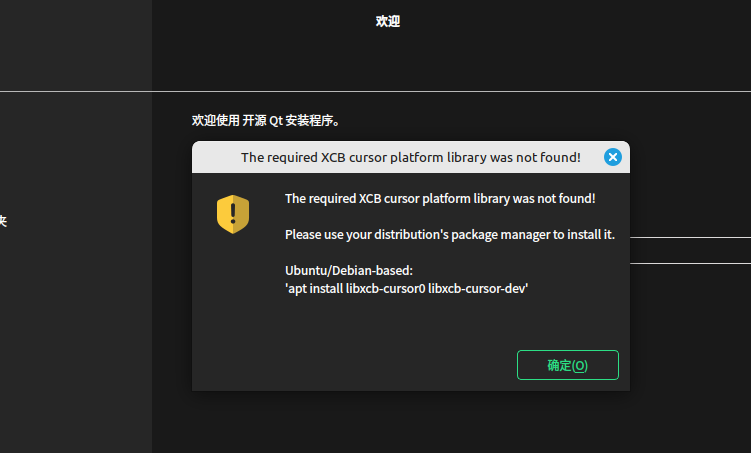 欢迎
欢迎使用 开源 Qt 安装程序。
The required XCB cursor platform library was not found!
The required XCB cursor platform library was not found!
Please use your distribution's package manager to install it.
夹
Ubuntu/Debian-based:
'apt install libxcb-cursor0 libxcb-cursor-dev'
确定(O)